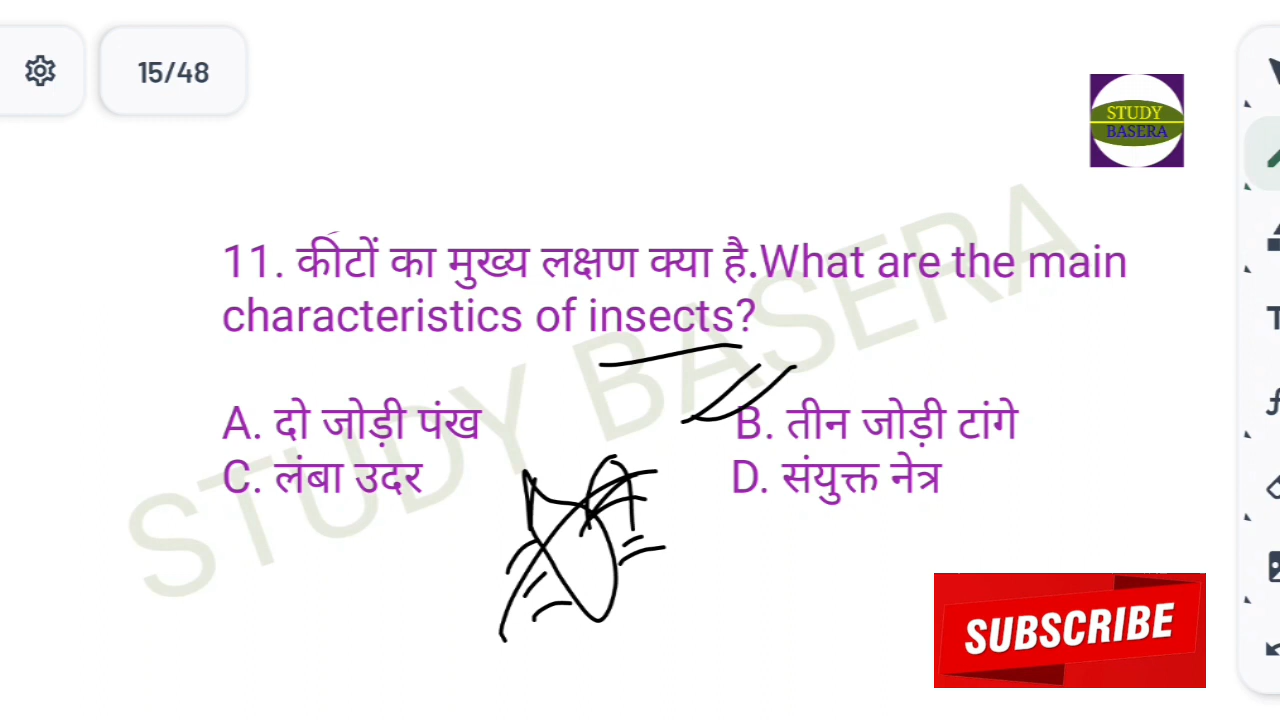 15/48
STUDY
BASERA
11. कीटों का मुख्य लक्षण क्या है.What are the main
characteristics of insects?
A. दो जोड़ी पंख B. तीन जोड़ी टांगे
C. लंबा उदर D. संयुक्त नेत्र
STUDY BASERA
SUBSCRIBE